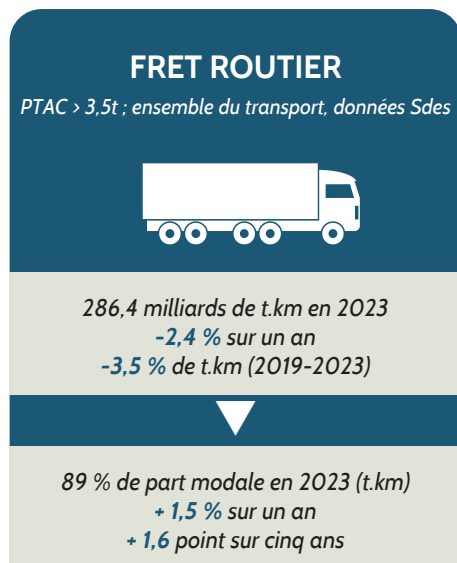 FRET ROUTIER
PTAC > 3,5t ; ensemble du transport, données Sdes
286,4 milliards de t.km en 2023
-2,4 % sur un an
-3,5 % de t.km (2019-2023)
89 % de part modale en 2023 (t.km)
+ 1,5 % sur un an
+ 1,6 point sur cinq ans